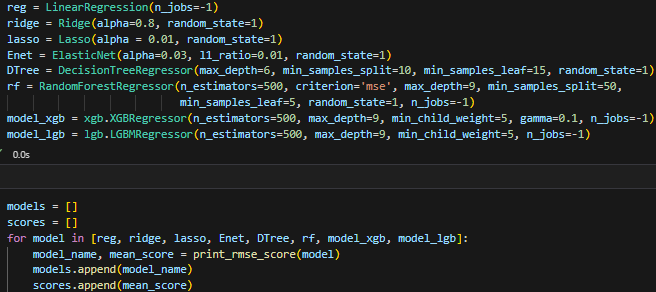 reg = LinearRegression(n_jobs=-1)
ridge = Ridge(alpha=0.8, random_state=1)
lasso = Lasso(alpha = 0.01, random_state=1)
Enet = ElasticNet(alpha=0.03, l1_ratio=0.01, random_state=1)
DTree = DecisionTreeRegressor(max_depth=6, min_samples_split=10, min_samples_leaf=15, random_state=1)
rf = RandomForestRegressor(n_estimators=500, criterion='mse', max_depth=9, min_samples_split=50,
                           min_samples_leaf=5, random_state=1, n_jobs=-1)
model_xgb = xgb.XGBRegressor(n_estimators=500, max_depth=9, min_child_weight=5, gamma=0.1, n_jobs=-1)
model_lgb = lgb.LGBMRegressor(n_estimators=500, max_depth=9, min_child_weight=5, n_jobs=-1)
0.0s
models = []
scores = []
for model in [reg, ridge, lasso, Enet, DTree, rf, model_xgb, model_lgb]:
    model_name, mean_score = print_rmse_score(model)
    models.append(model_name)
    scores.append(mean_score)